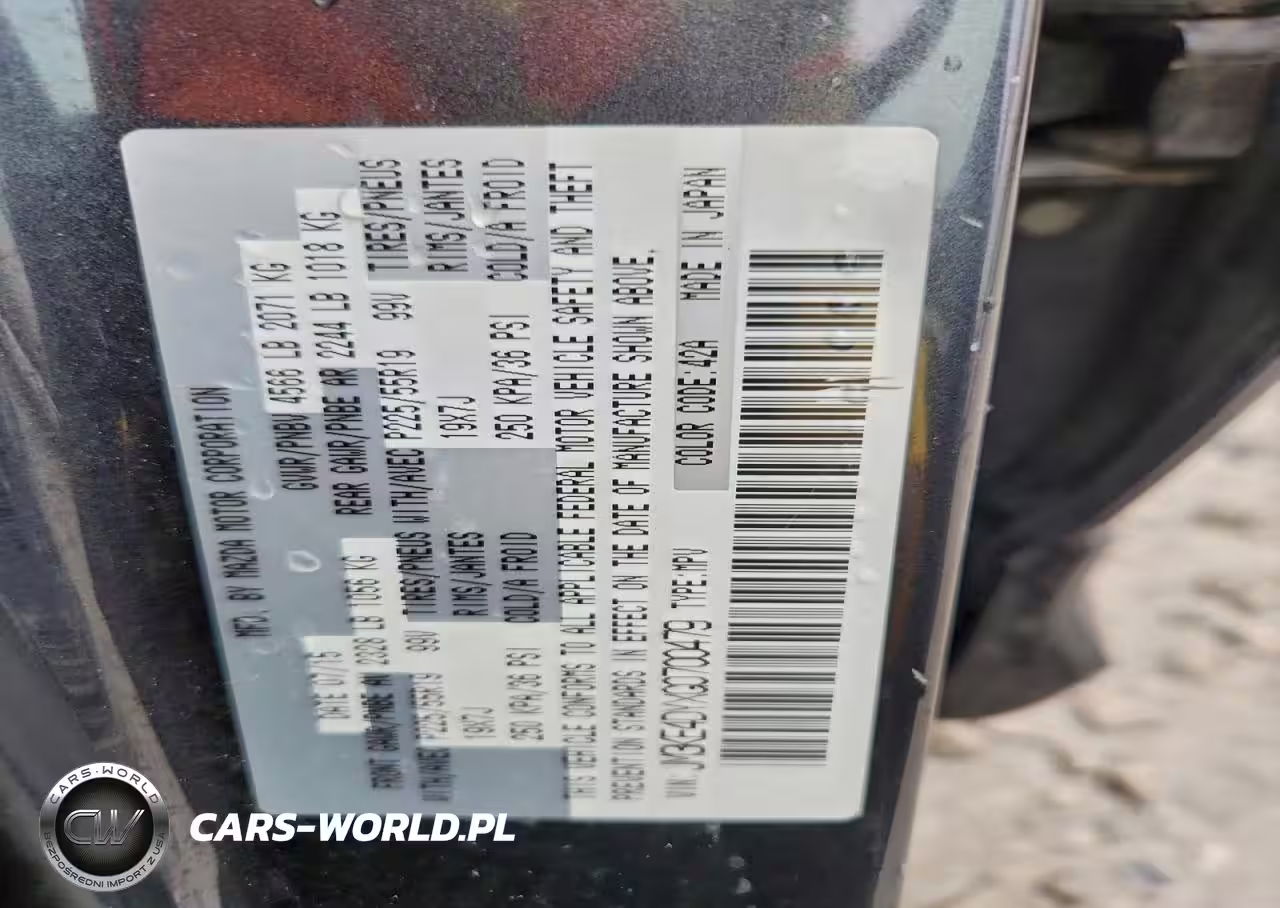 MFD. BY MAZDA MOTOR CORPORATION
DATE 07/15 GVWR/PNBV 4566 LB 2071 KG
FRONT GAWR/PNBE AV 2328 LB 1056 KG REAR GAWR/PNBE AR 2244 LB 1018 KG
WITH/AVEC P225/55R19 99V TIRES/PNEUS WITH/AVEC P225/55R19 99V TIRES/PNEUS
19X7J RIMS/JANTES 19X7J RIMS/JANTES
250 KPA/36 PSI COLD/A FROID 250 KPA/36 PSI COLD/A FROID
THIS VEHICLE CONFORMS TO ALL APPLICABLE FEDERAL MOTOR VEHICLE SAFETY AND THEFT
PREVENTION STANDARDS IN EFFECT ON THE DATE OF MANUFACTURE SHOWN ABOVE.
VIN: JM3KE4DYXG0700479 TYPE:MPV COLOR CODE:42A MADE IN JAPAN
CARS-WORLD
CW
BEZPOŚREDNI IMPORT Z USA
CARS-WORLD.PL